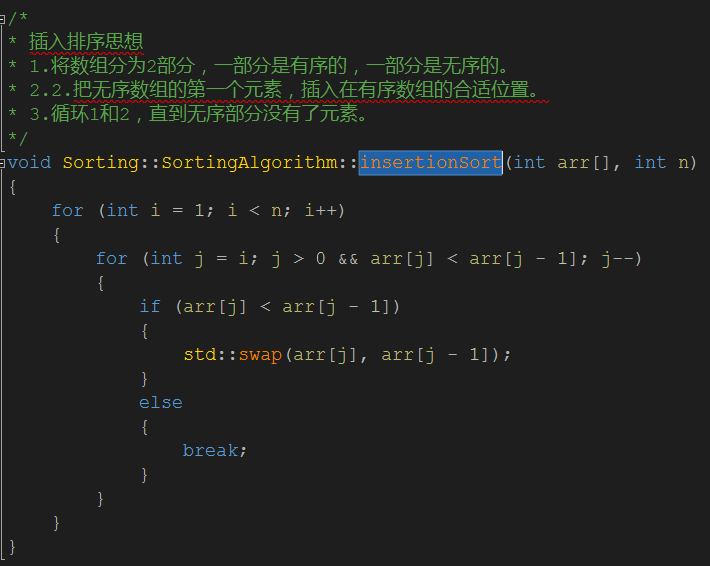 /*
* 插入排序思想
* 1.将数组分为2部分，一部分是有序的，一部分是无序的。
* 2.2.把无序数组的第一个元素，插入在有序数组的合适位置。
* 3.循环1和2，直到无序部分没有了元素。
*/
void Sorting::SortingAlgorithm::insertionSort(int arr[], int n)
{
    for (int i = 1; i < n; i++)
    {
        for (int j = i; j > 0 && arr[j] < arr[j - 1]; j--)
        {
            if (arr[j] < arr[j - 1])
            {
                std::swap(arr[j], arr[j - 1]);
            }
            else
            {
                break;
            }
        }
    }
}